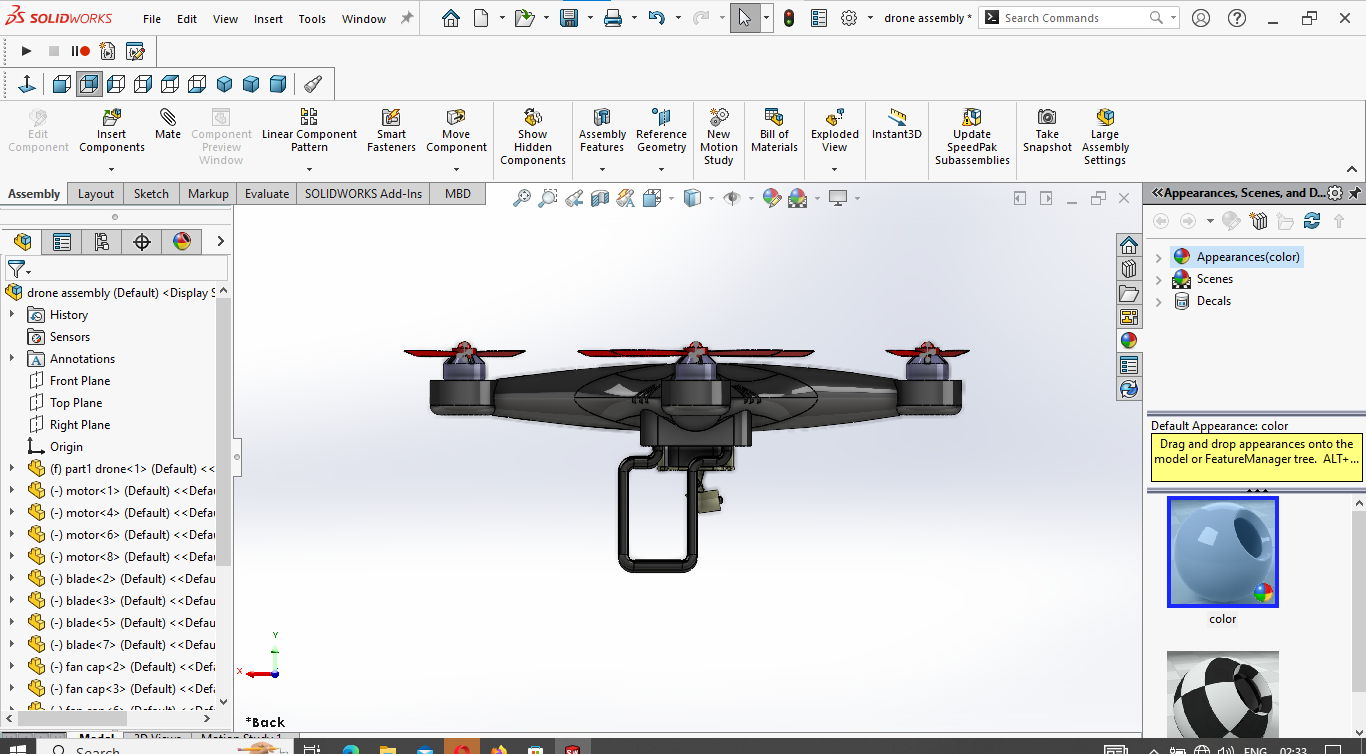 SOLIDWORKS File Edit View Insert Tools Window drone assembly * Search Commands
Edit Component
Insert Components
Mate
Component Preview Window
Linear Component Pattern
Smart Fasteners
Move Component
Show Hidden Components
Assembly Features
Reference Geometry
New Motion Study
Bill of Materials
Exploded View
Instant3D
Update SpeedPak Subassemblies
Take Snapshot
Large Assembly Settings
Assembly Layout Sketch Markup Evaluate SOLIDWORKS Add-Ins MBD
drone assembly (Default) <Display S
History
Sensors
Annotations
Front Plane
Top Plane
Right Plane
Origin
(f) part1 drone<1> (Default) <<
(-) motor<1> (Default) <<Defau
(-) motor<4> (Default) <<Defau
(-) motor<6> (Default) <<Defau
(-) motor<8> (Default) <<Defau
(-) blade<2> (Default) <<Defau
(-) blade<3> (Default) <<Defau
(-) blade<5> (Default) <<Defau
(-) blade<7> (Default) <<Defau
(-) fan cap<2> (Default) <<Defa
(-) fan cap<3> (Default) <<Defa
Y
X
*Back
Appearances, Scenes, and D...
Appearances(color)
Scenes
Decals
Default Appearance: color
Drag and drop appearances onto the
model or FeatureManager tree. ALT+...
color
Model 3D Views Motion Study 1
Search
ENG 02:33